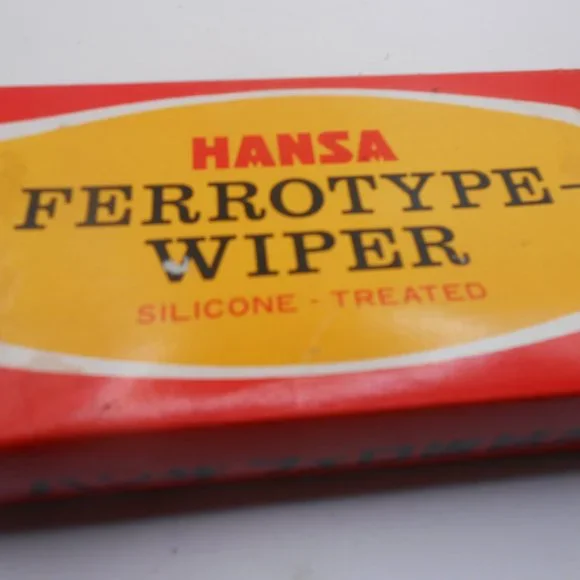 HANSA
FERROTYPE-
WIPER
SILICONE - TREATED